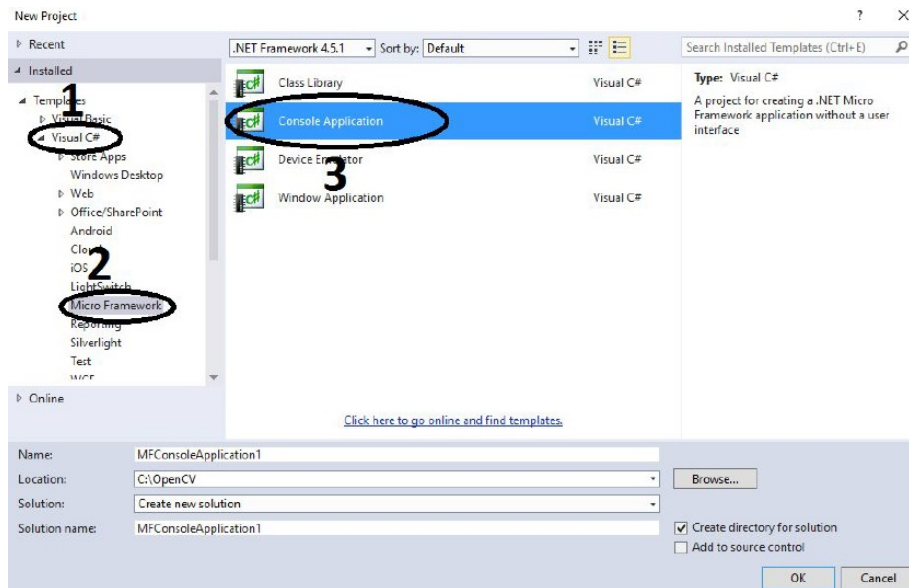 New Project
? X
Recent
.NET Framework 4.5.1 Sort by: Default
Search Installed Templates (Ctrl+E)
Installed
Templates
1
Visual Basic
Visual C#
Store Apps
Windows Desktop
Web
Office/SharePoint
Android
Cloud
iOS
2
LightSwitch
Micro Framework
Reporting
Silverlight
Test
WCF
Online
Class Library Visual C#
Console Application Visual C#
Device Emulator Visual C#
3
Window Application Visual C#
Click here to go online and find templates.
Type: Visual C#
A project for creating a .NET Micro
Framework application without a user
interface
Name: MFConsoleApplication1
Location: C:\OpenCV
Browse...
Solution: Create new solution
Solution name: MFConsoleApplication1
Create directory for solution
Add to source control
OK Cancel